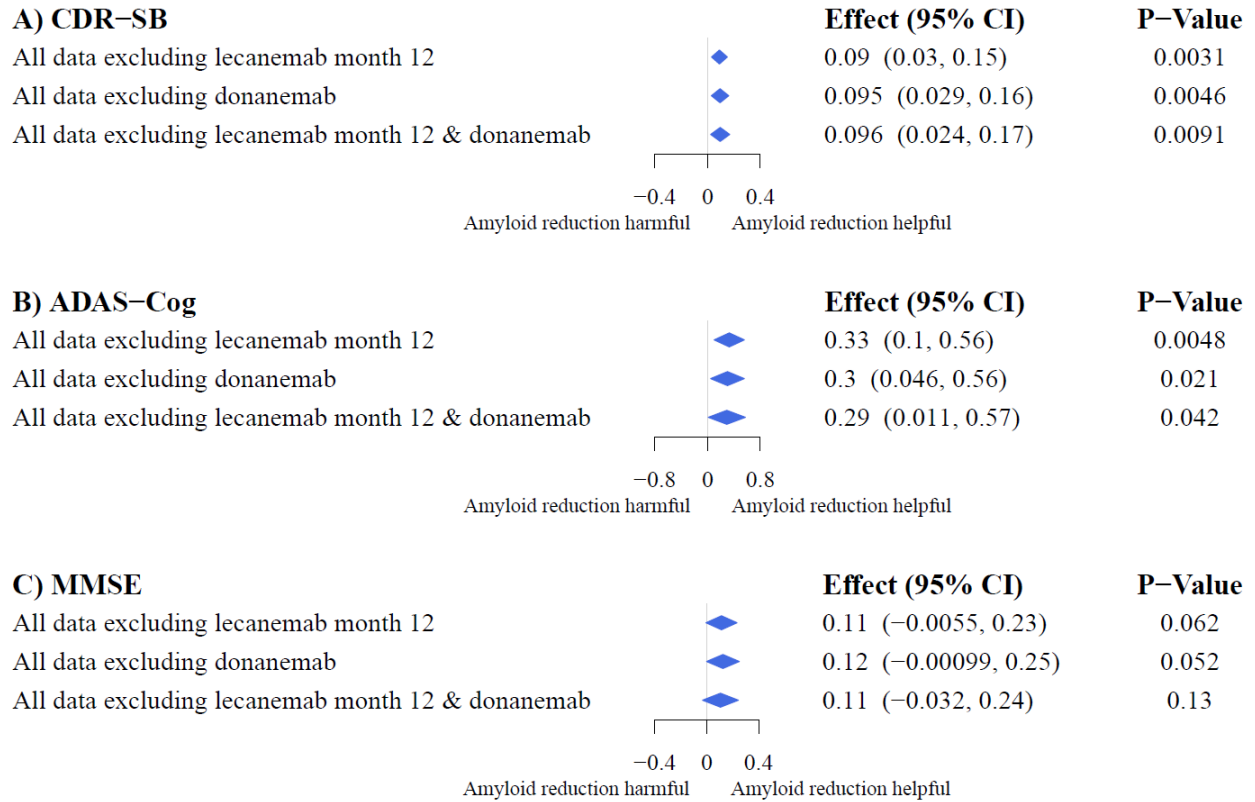 A) CDR−SB Effect (95% CI) P−Value
All data excluding lecanemab month 12 0.09 (0.03, 0.15) 0.0031
All data excluding donanemab 0.095 (0.029, 0.16) 0.0046
All data excluding lecanemab month 12 & donanemab 0.096 (0.024, 0.17) 0.0091
−0.4 0 0.4
Amyloid reduction harmful Amyloid reduction helpful
B) ADAS−Cog Effect (95% CI) P−Value
All data excluding lecanemab month 12 0.33 (0.1, 0.56) 0.0048
All data excluding donanemab 0.3 (0.046, 0.56) 0.021
All data excluding lecanemab month 12 & donanemab 0.29 (0.011, 0.57) 0.042
−0.8 0 0.8
Amyloid reduction harmful Amyloid reduction helpful
C) MMSE Effect (95% CI) P−Value
All data excluding lecanemab month 12 0.11 (−0.0055, 0.23) 0.062
All data excluding donanemab 0.12 (−0.00099, 0.25) 0.052
All data excluding lecanemab month 12 & donanemab 0.11 (−0.032, 0.24) 0.13
−0.4 0 0.4
Amyloid reduction harmful Amyloid reduction helpful